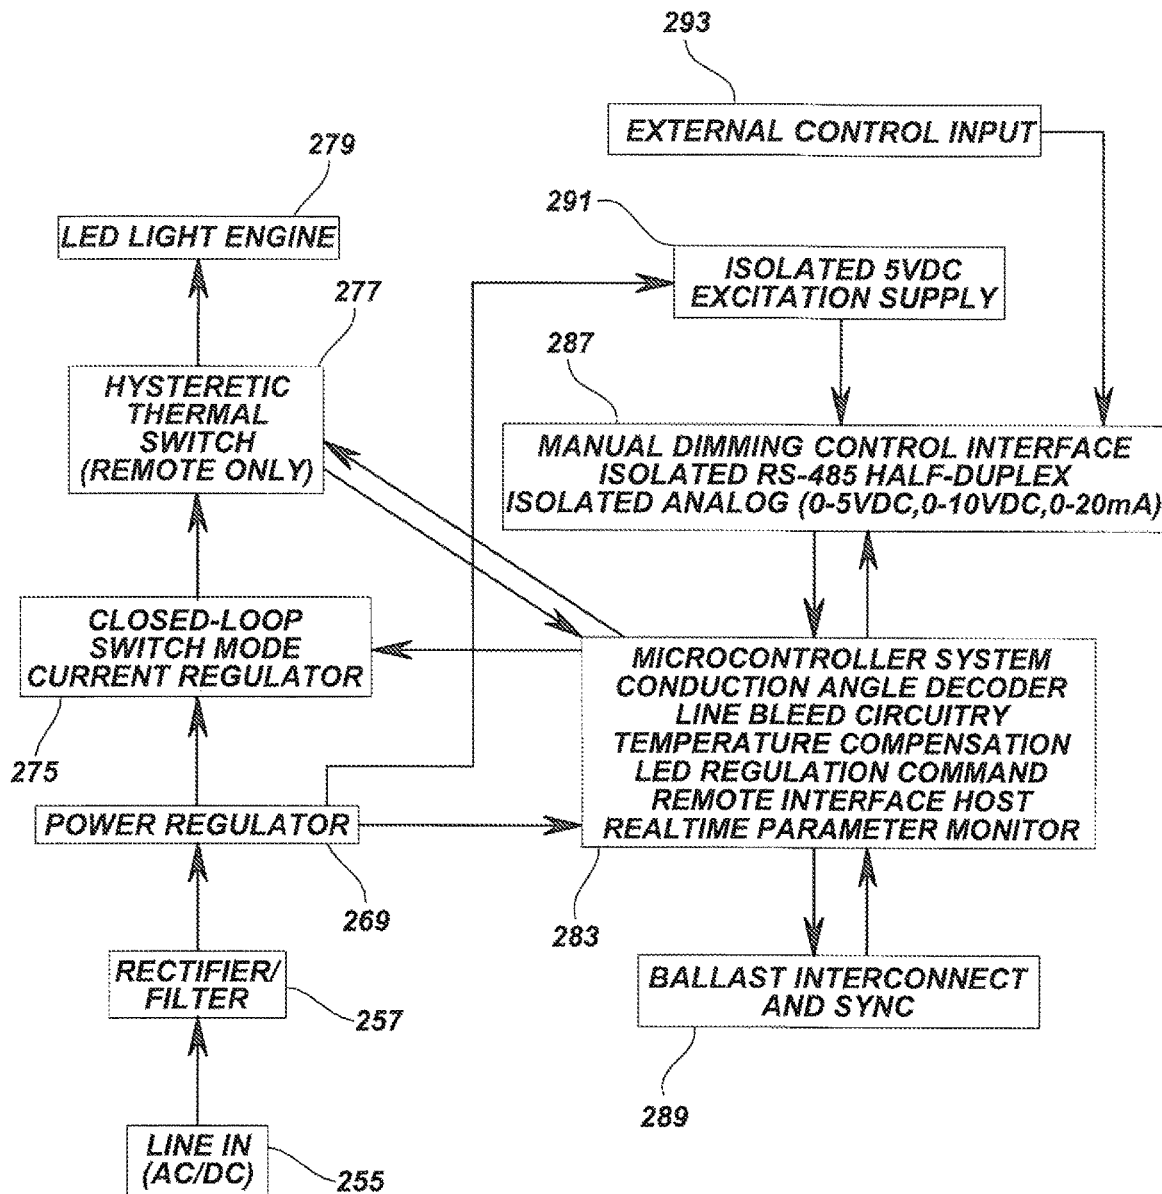 293
EXTERNAL CONTROL INPUT
279
LED LIGHT ENGINE
291
ISOLATED 5VDC
EXCITATION SUPPLY
277
HYSTERETIC
THERMAL
SWITCH
(REMOTE ONLY)
287
MANUAL DIMMING CONTROL INTERFACE
ISOLATED RS-485 HALF-DUPLEX
ISOLATED ANALOG (0-5VDC,0-10VDC,0-20mA)
CLOSED-LOOP
SWITCH MODE
CURRENT REGULATOR
275
MICROCONTROLLER SYSTEM
CONDUCTION ANGLE DECODER
LINE BLEED CIRCUITRY
TEMPERATURE COMPENSATION
LED REGULATION COMMAND
REMOTE INTERFACE HOST
REALTIME PARAMETER MONITOR
283
POWER REGULATOR
269
RECTIFIER/
FILTER
257
BALLAST INTERCONNECT
AND SYNC
289
LINE IN
(AC/DC)
255